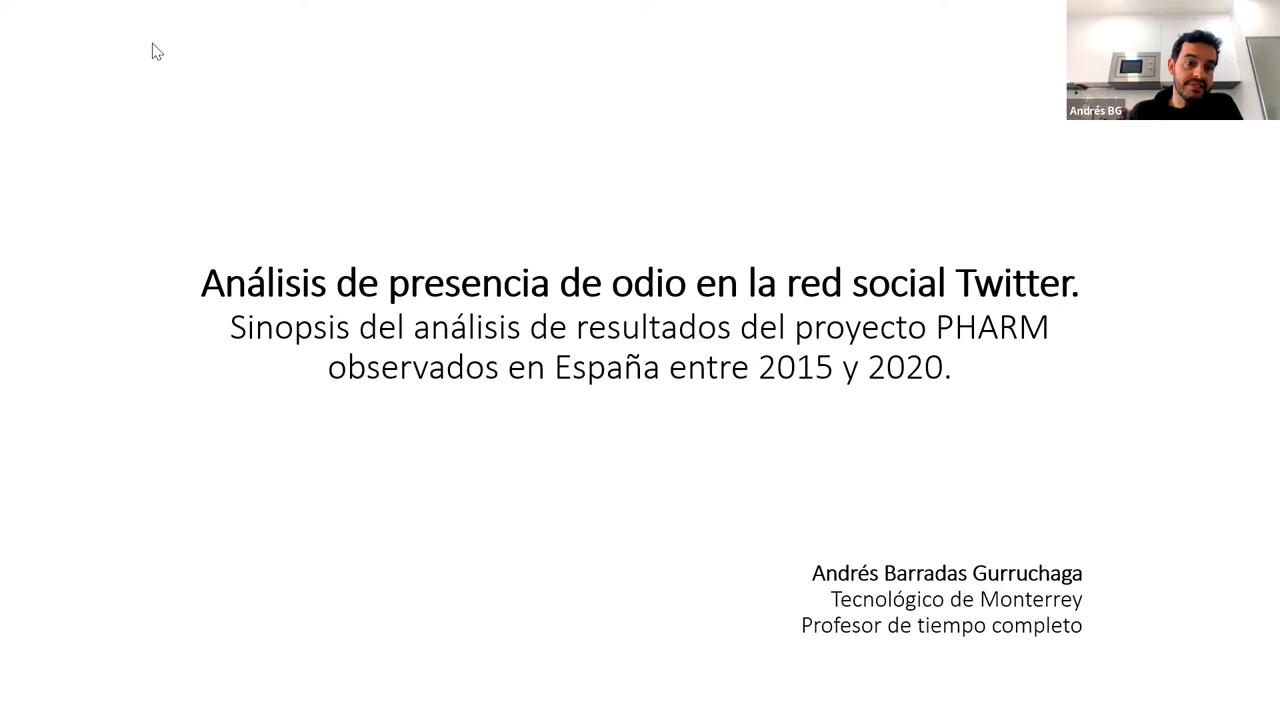 Andrés BG
Análisis de presencia de odio en la red social Twitter.
Sinopsis del análisis de resultados del proyecto PHARM
observados en España entre 2015 y 2020.
Andrés Barradas Gurruchaga
Tecnológico de Monterrey
Profesor de tiempo completo